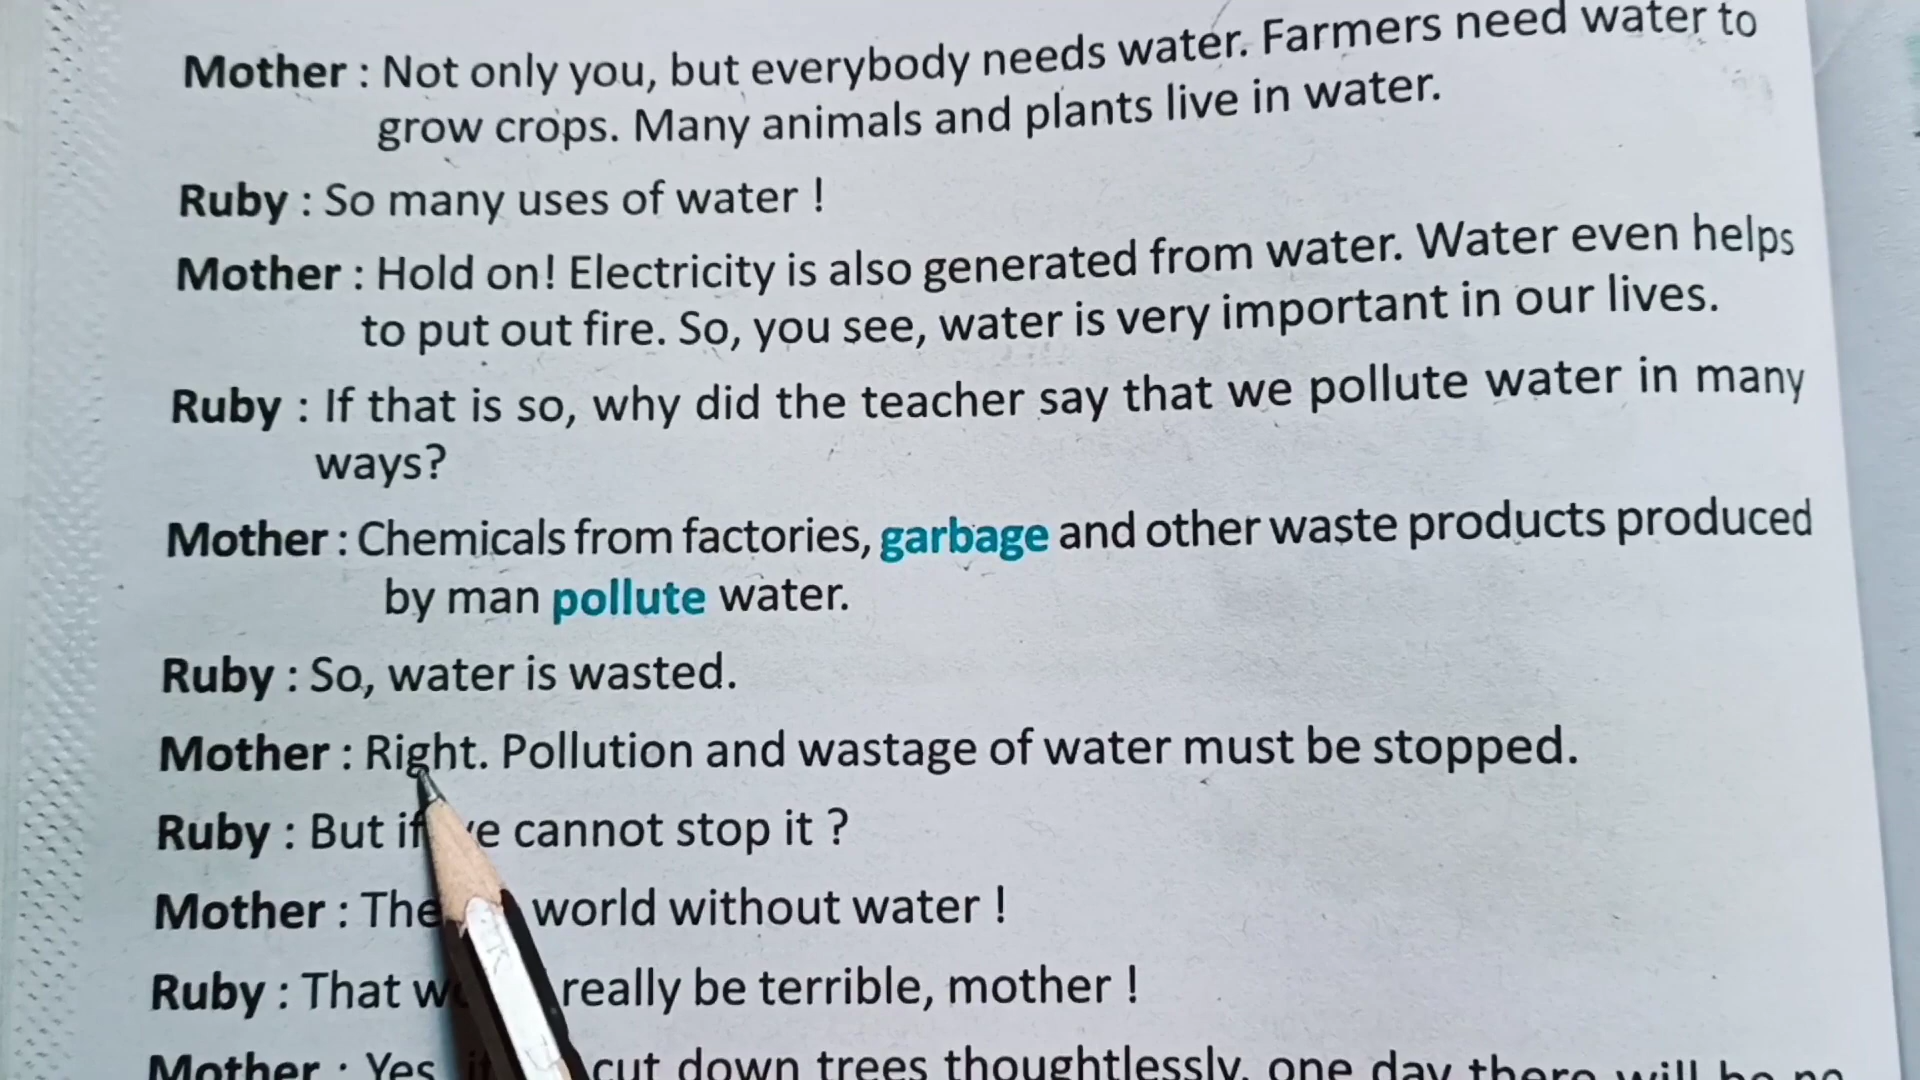 Mother : Not only you, but everybody needs water. Farmers need water to
grow crops. Many animals and plants live in water.
Ruby : So many uses of water !
Mother : Hold on! Electricity is also generated from water. Water even helps
to put out fire. So, you see, water is very important in our lives.
Ruby : If that is so, why did the teacher say that we pollute water in many
ways?
Mother : Chemicals from factories, garbage and other waste products produced
by man pollute water.
Ruby : So, water is wasted.
Mother : Right. Pollution and wastage of water must be stopped.
Ruby : But if cannot stop it ?
Mother : world without water !
Ruby : That really be terrible, mother !
Mother : Yes cut down trees thoughtlessly, one day there will be no